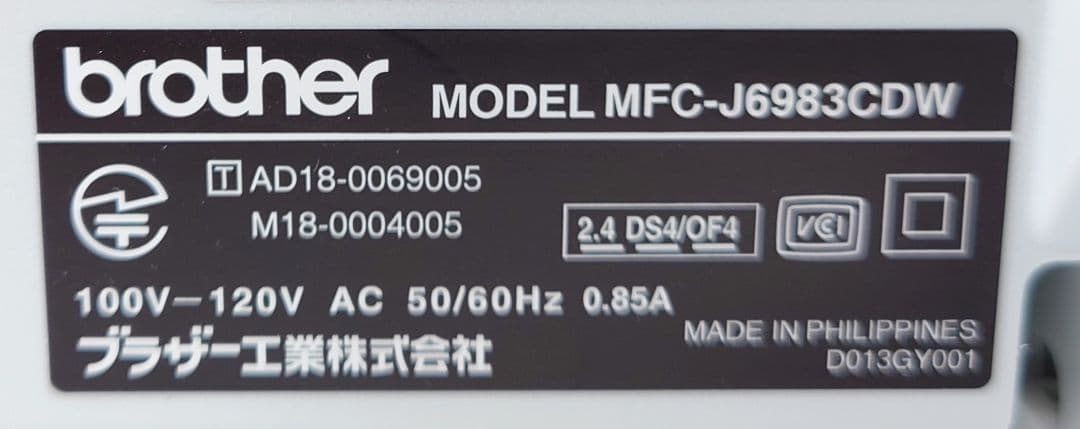 brother MODEL MFC-J6983CDW
T AD18-0069005
M18-0004005
2.4 DS4/OF4
VCI
100V-120V AC 50/60Hz 0.85A
ブラザー工業株式会社
MADE IN PHILIPPINES
D013GY001